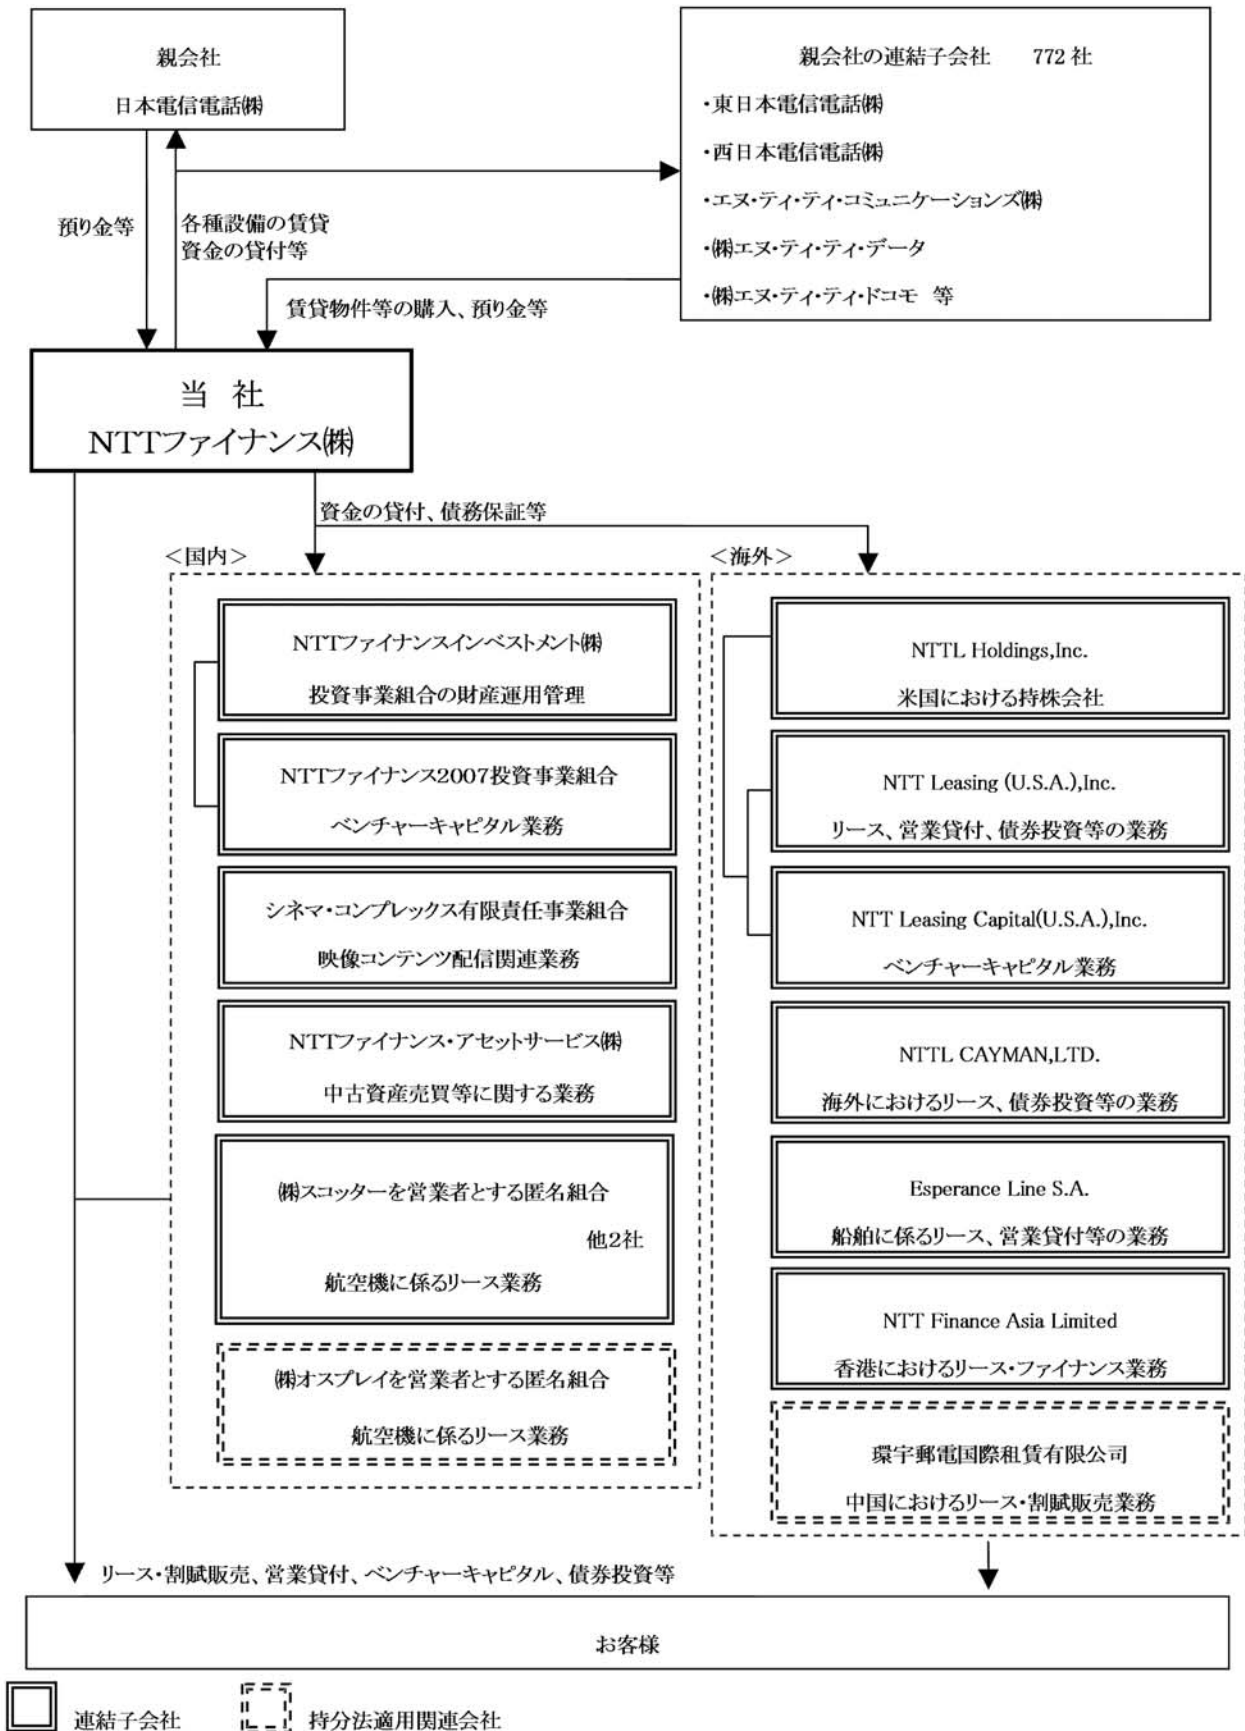 親会社
日本電信電話㈱
親会社の連結子会社　772 社
・東日本電信電話㈱
・西日本電信電話㈱
・エヌ・ティ・ティ・コミュニケーションズ㈱
・㈱エヌ・ティ・ティ・データ
・㈱エヌ・ティ・ティ・ドコモ 等
預り金等
各種設備の賃貸
資金の貸付等
賃貸物件等の購入、預り金等
当 社
NTTファイナンス㈱
資金の貸付、債務保証等
＜国内＞
NTTファイナンスインベストメント㈱
投資事業組合の財産運用管理
NTTファイナンス2007投資事業組合
ベンチャーキャピタル業務
シネマ・コンプレックス有限責任事業組合
映像コンテンツ配信関連業務
NTTファイナンス・アセットサービス㈱
中古資産売買等に関する業務
㈱スコッターを営業者とする匿名組合
他2社
航空機に係るリース業務
㈱オスプレイを営業者とする匿名組合
航空機に係るリース業務
＜海外＞
NTTL Holdings,Inc.
米国における持株会社
NTT Leasing (U.S.A.),Inc.
リース、営業貸付、債券投資等の業務
NTT Leasing Capital(U.S.A.),Inc.
ベンチャーキャピタル業務
NTTL CAYMAN,LTD.
海外におけるリース、債券投資等の業務
Esperance Line S.A.
船舶に係るリース、営業貸付等の業務
NTT Finance Asia Limited
香港におけるリース・ファイナンス業務
環宇郵電国際租賃有限公司
中国におけるリース・割賦販売業務
リース・割賦販売、営業貸付、ベンチャーキャピタル、債券投資等
お客様
連結子会社
持分法適用関連会社